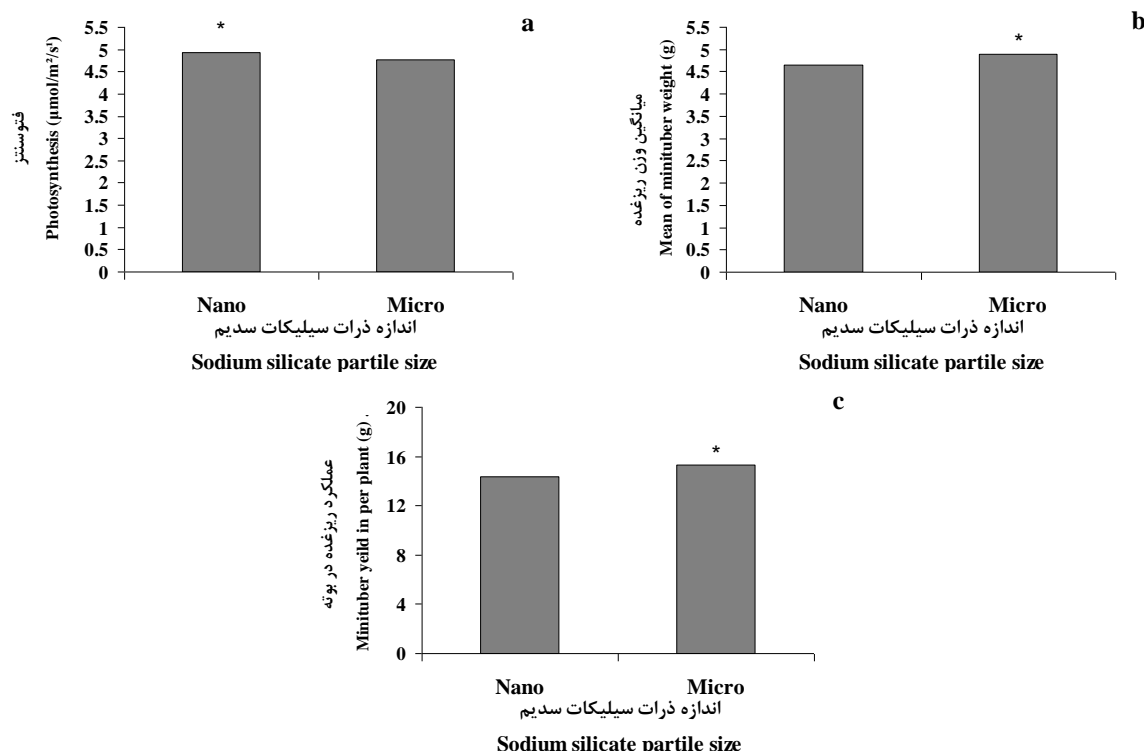 a
فتوسنتز
Photosynthesis (µmol/m²/s¹)
5.5
5
4.5
4
3.5
3
2.5
2
1.5
1
0.5
0
*
Nano Micro
اندازه ذرات سیلیکات سدیم
Sodium silicate partile size
b
میانگین وزن ریزغده
Mean of minituber weight (g)
5.5
5
4.5
4
3.5
3
2.5
2
1.5
1
0.5
0
*
Nano Micro
اندازه ذرات سیلیکات سدیم
Sodium silicate partile size
c
عملکرد ریزغده در بوته
Minituber yeild in per plant (g) .
20
16
12
8
4
0
*
Nano Micro
اندازه ذرات سیلیکات سدیم
Sodium silicate partile size